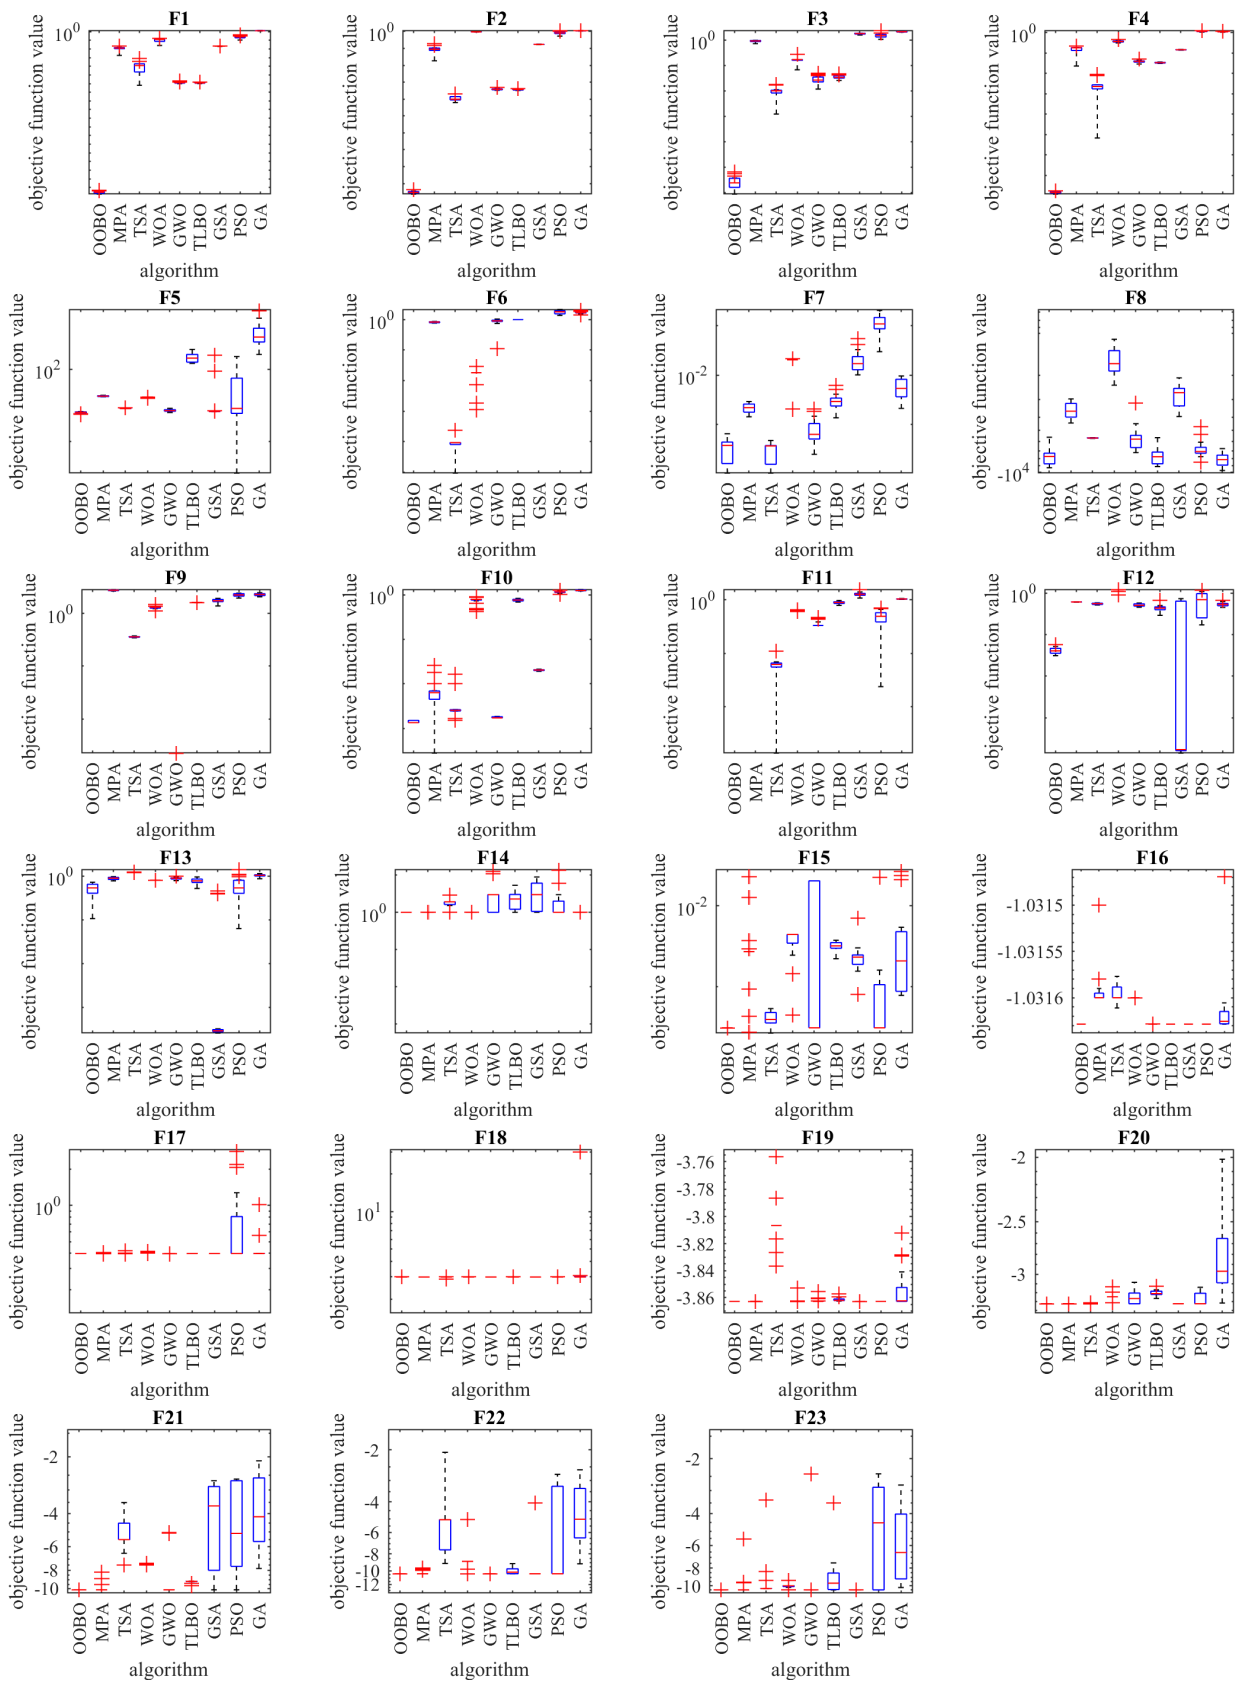 F1 F2 F3 F4
objective function value 10^0 objective function value 10^0 objective function value 10^0 objective function value 10^0
OOBO MPA TSA WOA GWO TLBO GSA PSO GA OOBO MPA TSA WOA GWO TLBO GSA PSO GA OOBO MPA TSA WOA GWO TLBO GSA PSO GA OOBO MPA TSA WOA GWO TLBO GSA PSO GA
algorithm algorithm algorithm algorithm
F5 F6 F7 F8
objective function value 10^2 objective function value 10^0 objective function value 10^-2 objective function value -10^4
OOBO MPA TSA WOA GWO TLBO GSA PSO GA OOBO MPA TSA WOA GWO TLBO GSA PSO GA OOBO MPA TSA WOA GWO TLBO GSA PSO GA OOBO MPA TSA WOA GWO TLBO GSA PSO GA
algorithm algorithm algorithm algorithm
F9 F10 F11 F12
objective function value 10^0 objective function value 10^0 objective function value 10^0 objective function value 10^0
OOBO MPA TSA WOA GWO TLBO GSA PSO GA OOBO MPA TSA WOA GWO TLBO GSA PSO GA OOBO MPA TSA WOA GWO TLBO GSA PSO GA OOBO MPA TSA WOA GWO TLBO GSA PSO GA
algorithm algorithm algorithm algorithm
F13 F14 F15 F16
objective function value 10^0 objective function value 10^0 objective function value 10^-2 objective function value -1.0315 -1.03155 -1.0316
OOBO MPA TSA WOA GWO TLBO GSA PSO GA OOBO MPA TSA WOA GWO TLBO GSA PSO GA OOBO MPA TSA WOA GWO TLBO GSA PSO GA OOBO MPA TSA WOA GWO TLBO GSA PSO GA
algorithm algorithm algorithm algorithm
F17 F18 F19 F20
objective function value 10^0 objective function value 10^1 objective function value -3.76 -3.78 -3.8 -3.82 -3.84 -3.86 objective function value -2 -2.5 -3
OOBO MPA TSA WOA GWO TLBO GSA PSO GA OOBO MPA TSA WOA GWO TLBO GSA PSO GA OOBO MPA TSA WOA GWO TLBO GSA PSO GA OOBO MPA TSA WOA GWO TLBO GSA PSO GA
algorithm algorithm algorithm algorithm
F21 F22 F23
objective function value -2 -4 -6 -8 -10 objective function value -2 -4 -6 -8 -10 -12 objective function value -2 -4 -6 -8 -10
OOBO MPA TSA WOA GWO TLBO GSA PSO GA OOBO MPA TSA WOA GWO TLBO GSA PSO GA OOBO MPA TSA WOA GWO TLBO GSA PSO GA
algorithm algorithm algorithm